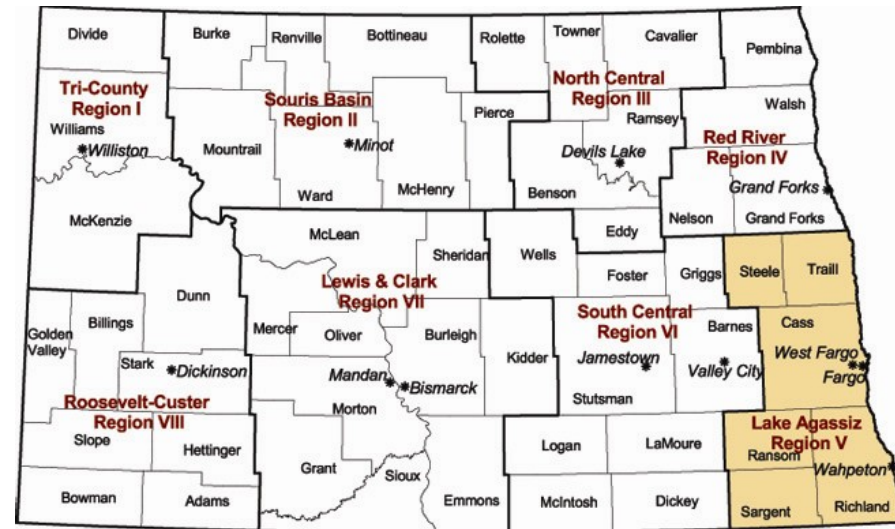 Divide
Burke
Renville
Bottineau
Rolette
Towner
Cavalier
Pembina
Tri-County
Region I
Souris Basin
Region II
North Central
Region III
Williams
Williston
Mountrail
Minot
Pierce
Ramsey
Walsh
Red River
Region IV
Devils Lake
Ward
McHenry
Benson
Grand Forks
McKenzie
Nelson
Grand Forks
McLean
Sheridan
Wells
Eddy
Lewis & Clark
Region VII
Foster
Griggs
Steele
Traill
Dunn
Golden
Valley
Billings
Mercer
Oliver
Burleigh
Kidder
South Central
Region VI
Barnes
Cass
Stark
Dickinson
Mandan
Bismarck
Jamestown
Valley City
West Fargo
Fargo
Roosevelt-Custer
Region VIII
Morton
Stutsman
Lake Agassiz
Region V
Slope
Hettinger
Grant
Sioux
Logan
LaMoure
Ransom
Wahpeton
Bowman
Adams
Emmons
McIntosh
Dickey
Sargent
Richland